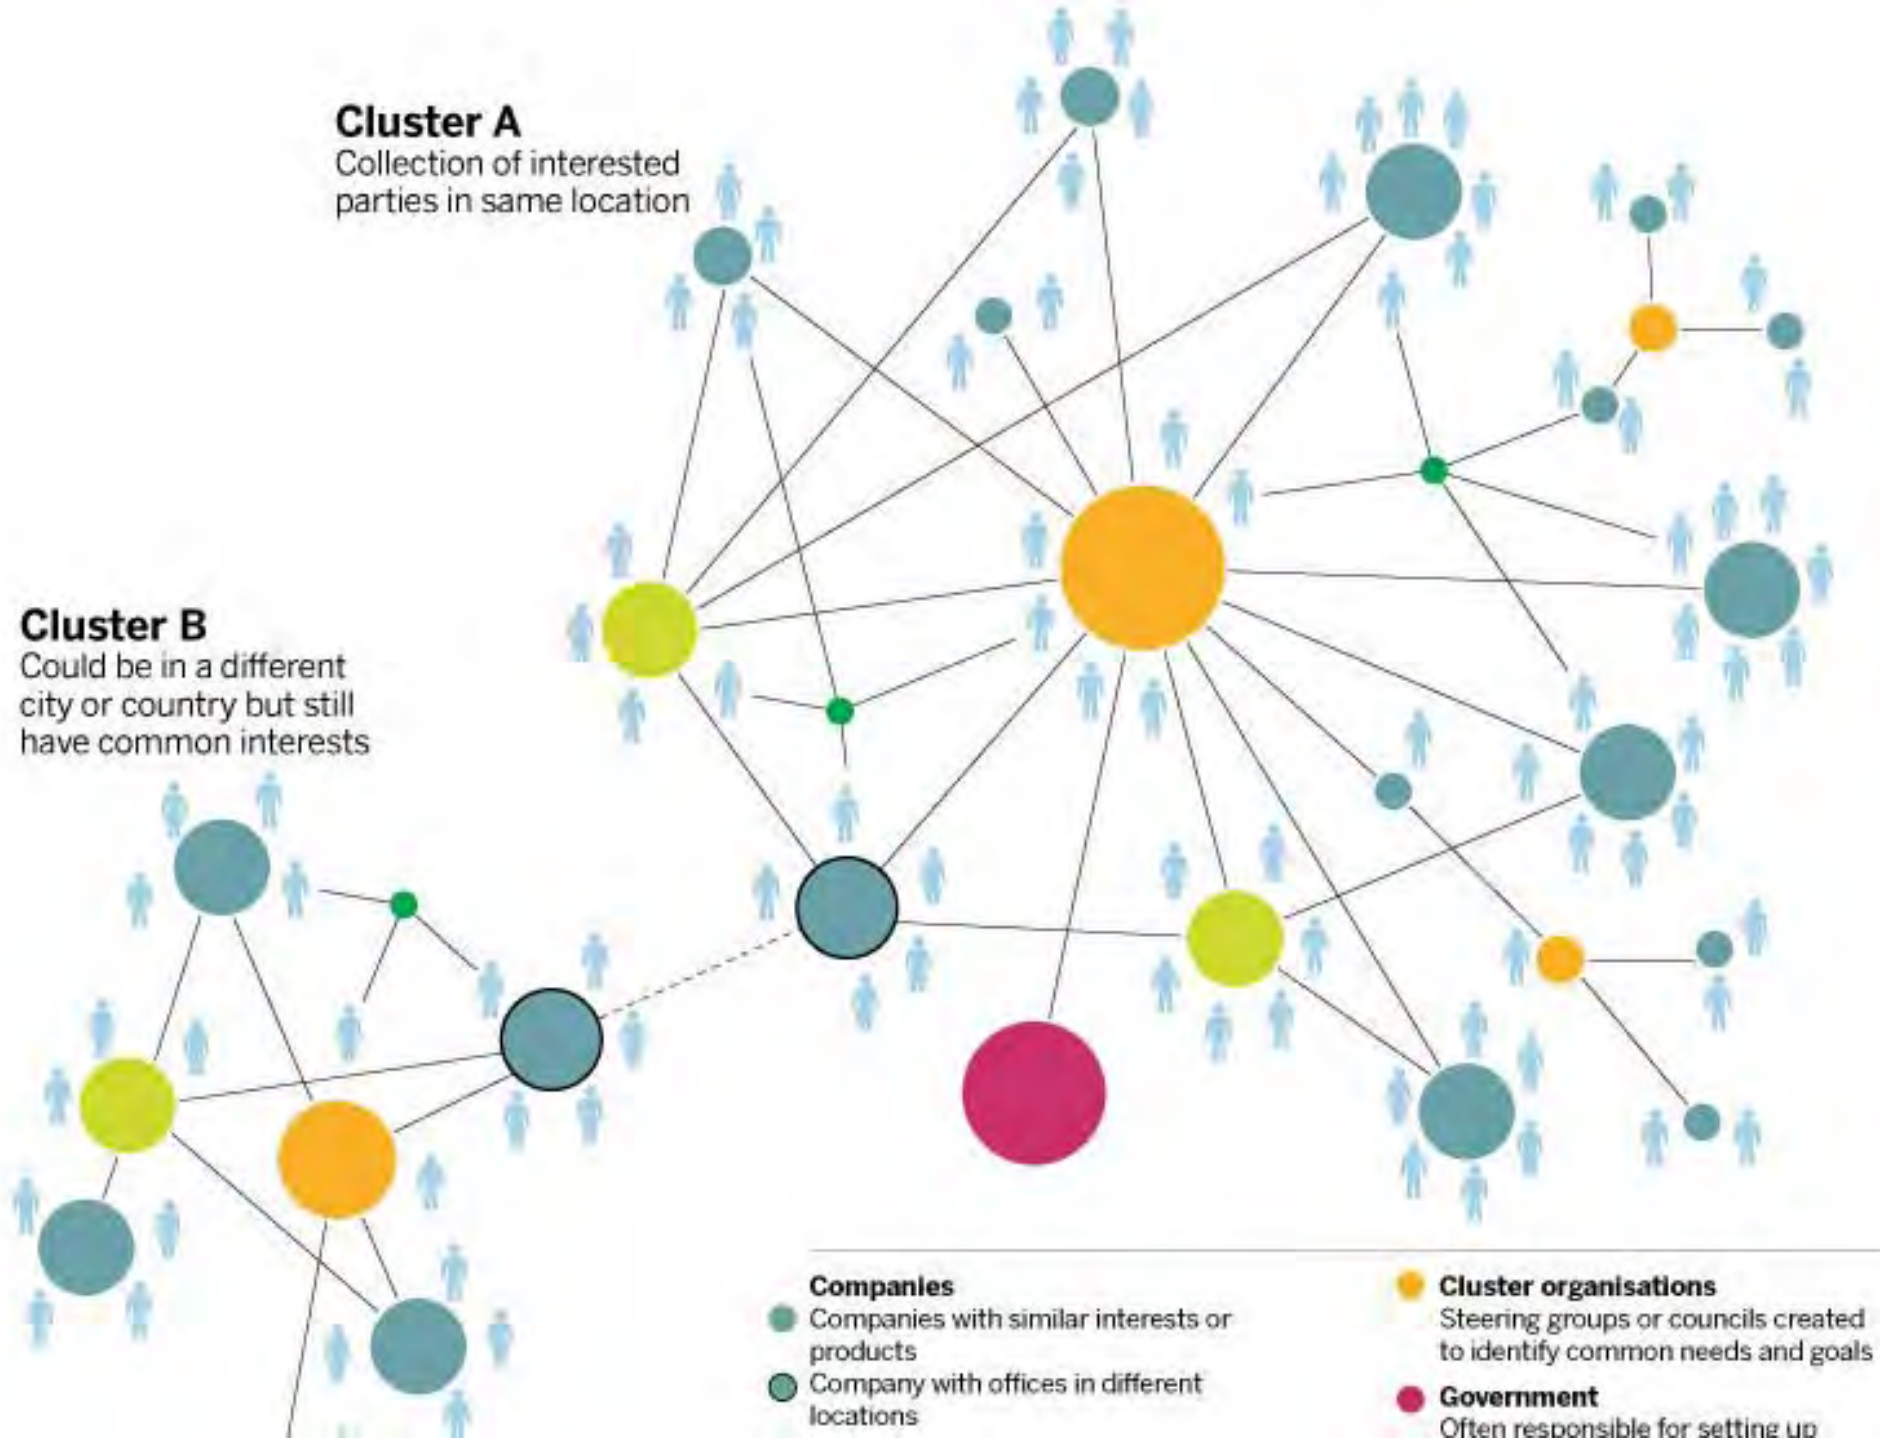 Cluster A
Collection of interested
parties in same location
Cluster B
Could be in a different
city or country but still
have common interests
Companies
Companies with similar interests or
products
Company with offices in different
locations
Cluster organisations
Steering groups or councils created
to identify common needs and goals
Government
Often responsible for setting up